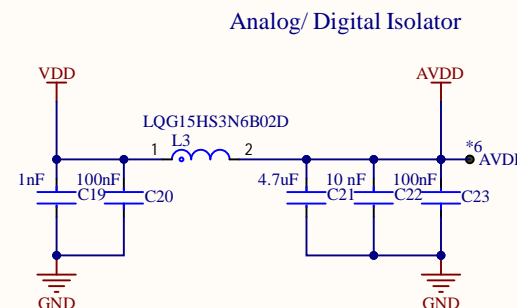 Analog/ Digital Isolator
VDD
AVDD
LQG15HS3N6B02D
L3
1
2
*6
1nF
100nF
4.7uF
10 nF
100nF
C19
C20
C21
C22
C23
GND
GND